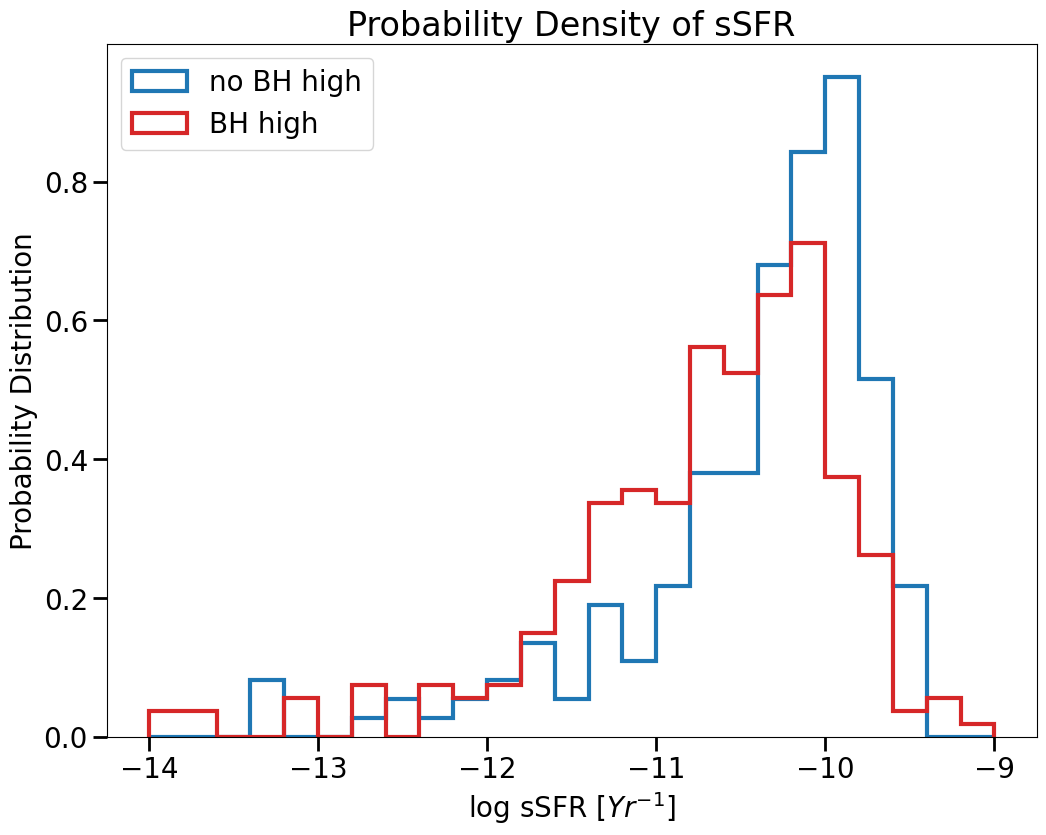 Probability Density of sSFR
no BH high
BH high
Probability Distribution
0.8
0.6
0.4
0.2
0.0
−14 −13 −12 −11 −10 −9
log sSFR [Yr⁻¹]